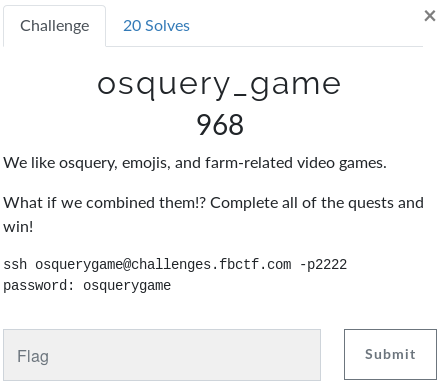 Challenge
20 Solves
×
osquery_game
968
We like osquery, emojis, and farm-related video games.
What if we combined them!? Complete all of the quests and
win!
ssh osquerygame@challenges.fbctf.com -p2222
password: osquerygame
Flag
Submit